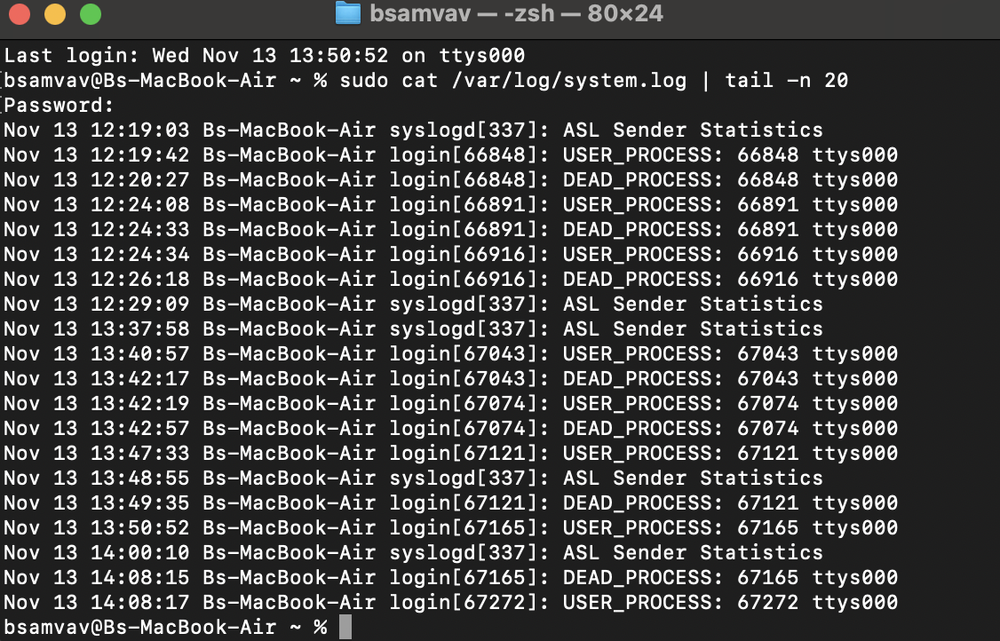 bsamvav — -zsh — 80×24
Last login: Wed Nov 13 13:50:52 on ttys000
[bsamvav@Bs-MacBook-Air ~ % sudo cat /var/log/system.log | tail -n 20
[Password:
Nov 13 12:19:03 Bs-MacBook-Air syslogd[337]: ASL Sender Statistics
Nov 13 12:19:42 Bs-MacBook-Air login[66848]: USER_PROCESS: 66848 ttys000
Nov 13 12:20:27 Bs-MacBook-Air login[66848]: DEAD_PROCESS: 66848 ttys000
Nov 13 12:24:08 Bs-MacBook-Air login[66891]: USER_PROCESS: 66891 ttys000
Nov 13 12:24:33 Bs-MacBook-Air login[66891]: DEAD_PROCESS: 66891 ttys000
Nov 13 12:24:34 Bs-MacBook-Air login[66916]: USER_PROCESS: 66916 ttys000
Nov 13 12:26:18 Bs-MacBook-Air login[66916]: DEAD_PROCESS: 66916 ttys000
Nov 13 12:29:09 Bs-MacBook-Air syslogd[337]: ASL Sender Statistics
Nov 13 13:37:58 Bs-MacBook-Air syslogd[337]: ASL Sender Statistics
Nov 13 13:40:57 Bs-MacBook-Air login[67043]: USER_PROCESS: 67043 ttys000
Nov 13 13:42:17 Bs-MacBook-Air login[67043]: DEAD_PROCESS: 67043 ttys000
Nov 13 13:42:19 Bs-MacBook-Air login[67074]: USER_PROCESS: 67074 ttys000
Nov 13 13:42:57 Bs-MacBook-Air login[67074]: DEAD_PROCESS: 67074 ttys000
Nov 13 13:47:33 Bs-MacBook-Air login[67121]: USER_PROCESS: 67121 ttys000
Nov 13 13:48:55 Bs-MacBook-Air syslogd[337]: ASL Sender Statistics
Nov 13 13:49:35 Bs-MacBook-Air login[67121]: DEAD_PROCESS: 67121 ttys000
Nov 13 13:50:52 Bs-MacBook-Air login[67165]: USER_PROCESS: 67165 ttys000
Nov 13 14:00:10 Bs-MacBook-Air syslogd[337]: ASL Sender Statistics
Nov 13 14:08:15 Bs-MacBook-Air login[67165]: DEAD_PROCESS: 67165 ttys000
Nov 13 14:08:17 Bs-MacBook-Air login[67272]: USER_PROCESS: 67272 ttys000
bsamvav@Bs-MacBook-Air ~ %